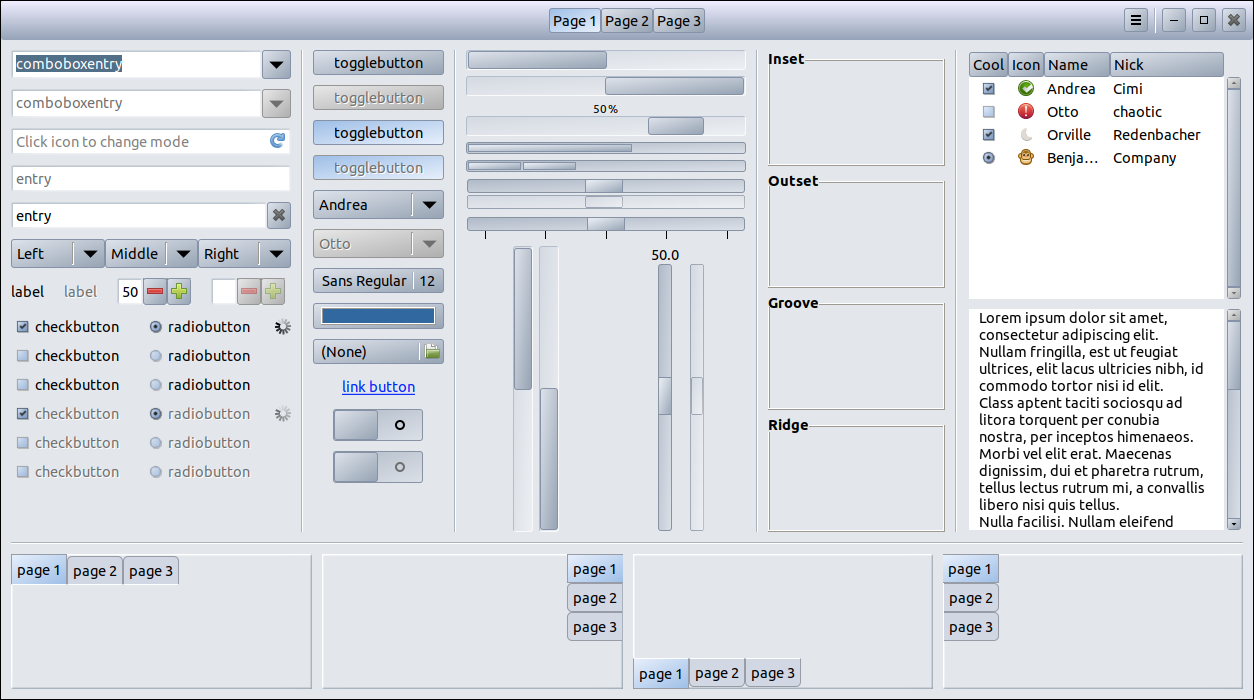 Page 1 Page 2 Page 3
comboboxentry
comboboxentry
Click icon to change mode
entry
entry
Left Middle Right
label label 50
checkbutton radiobutton
checkbutton radiobutton
checkbutton radiobutton
checkbutton radiobutton
checkbutton radiobutton
checkbutton radiobutton
togglebutton
togglebutton
togglebutton
togglebutton
Andrea
Otto
Sans Regular 12
(None)
link button
50%
50.0
Inset
Outset
Groove
Ridge
Cool Icon Name Nick
Andrea Cimi
Otto chaotic
Orville Redenbacher
Benja... Company
Lorem ipsum dolor sit amet,
consectetur adipiscing elit.
Nullam fringilla, est ut feugiat
ultrices, elit lacus ultricies nibh, id
commodo tortor nisi id elit.
Class aptent taciti sociosqu ad
litora torquent per conubia
nostra, per inceptos himenaeos.
Morbi vel elit erat. Maecenas
dignissim, dui et pharetra rutrum,
tellus lectus rutrum mi, a convallis
libero nisi quis tellus.
Nulla facilisi. Nullam eleifend
page 1 page 2 page 3
page 1
page 2
page 3
page 1 page 2 page 3
page 1
page 2
page 3